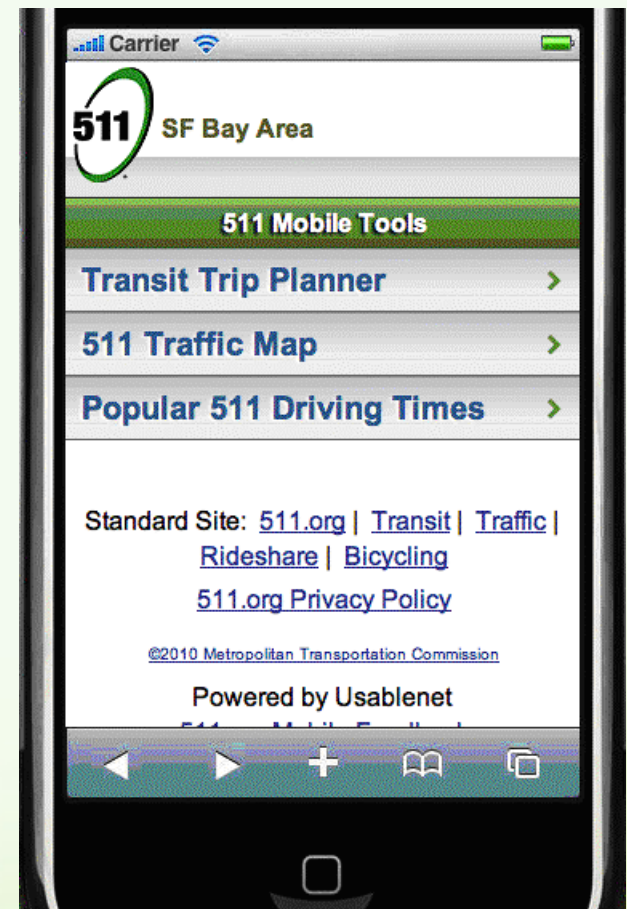 Carrier
511 SF Bay Area
511 Mobile Tools
Transit Trip Planner
511 Traffic Map
Popular 511 Driving Times
Standard Site: 511.org | Transit | Traffic |
Rideshare | Bicycling
511.org Privacy Policy
©2010 Metropolitan Transportation Commission
Powered by Usablenet